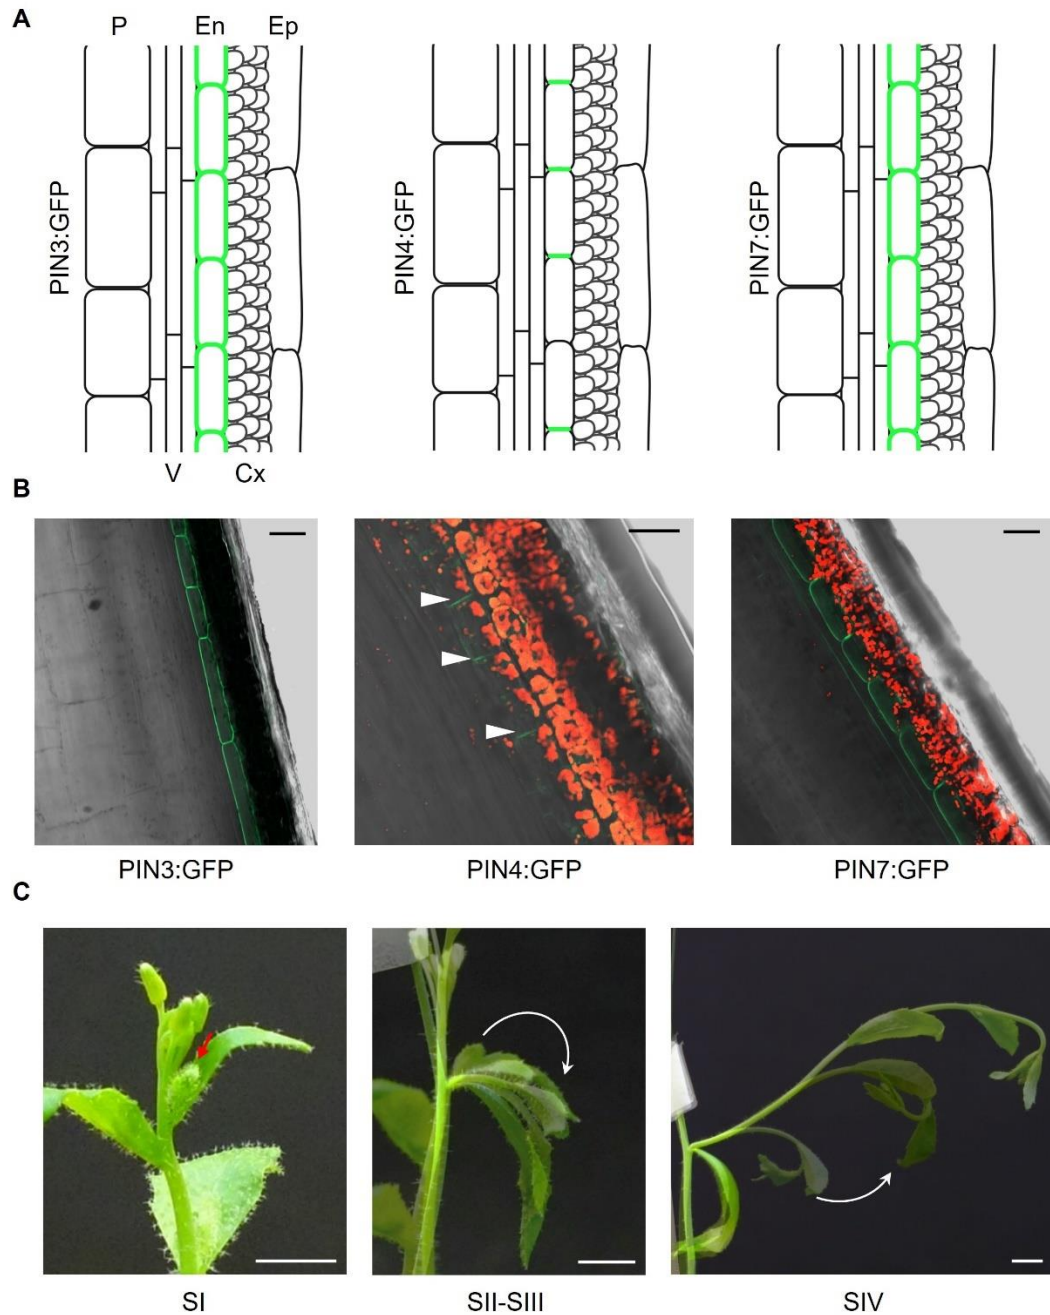 A
P En Ep
PIN3:GFP
PIN4:GFP
PIN7:GFP
V Cx
B
PIN3:GFP PIN4:GFP PIN7:GFP
C
SI SII-SIII SIV